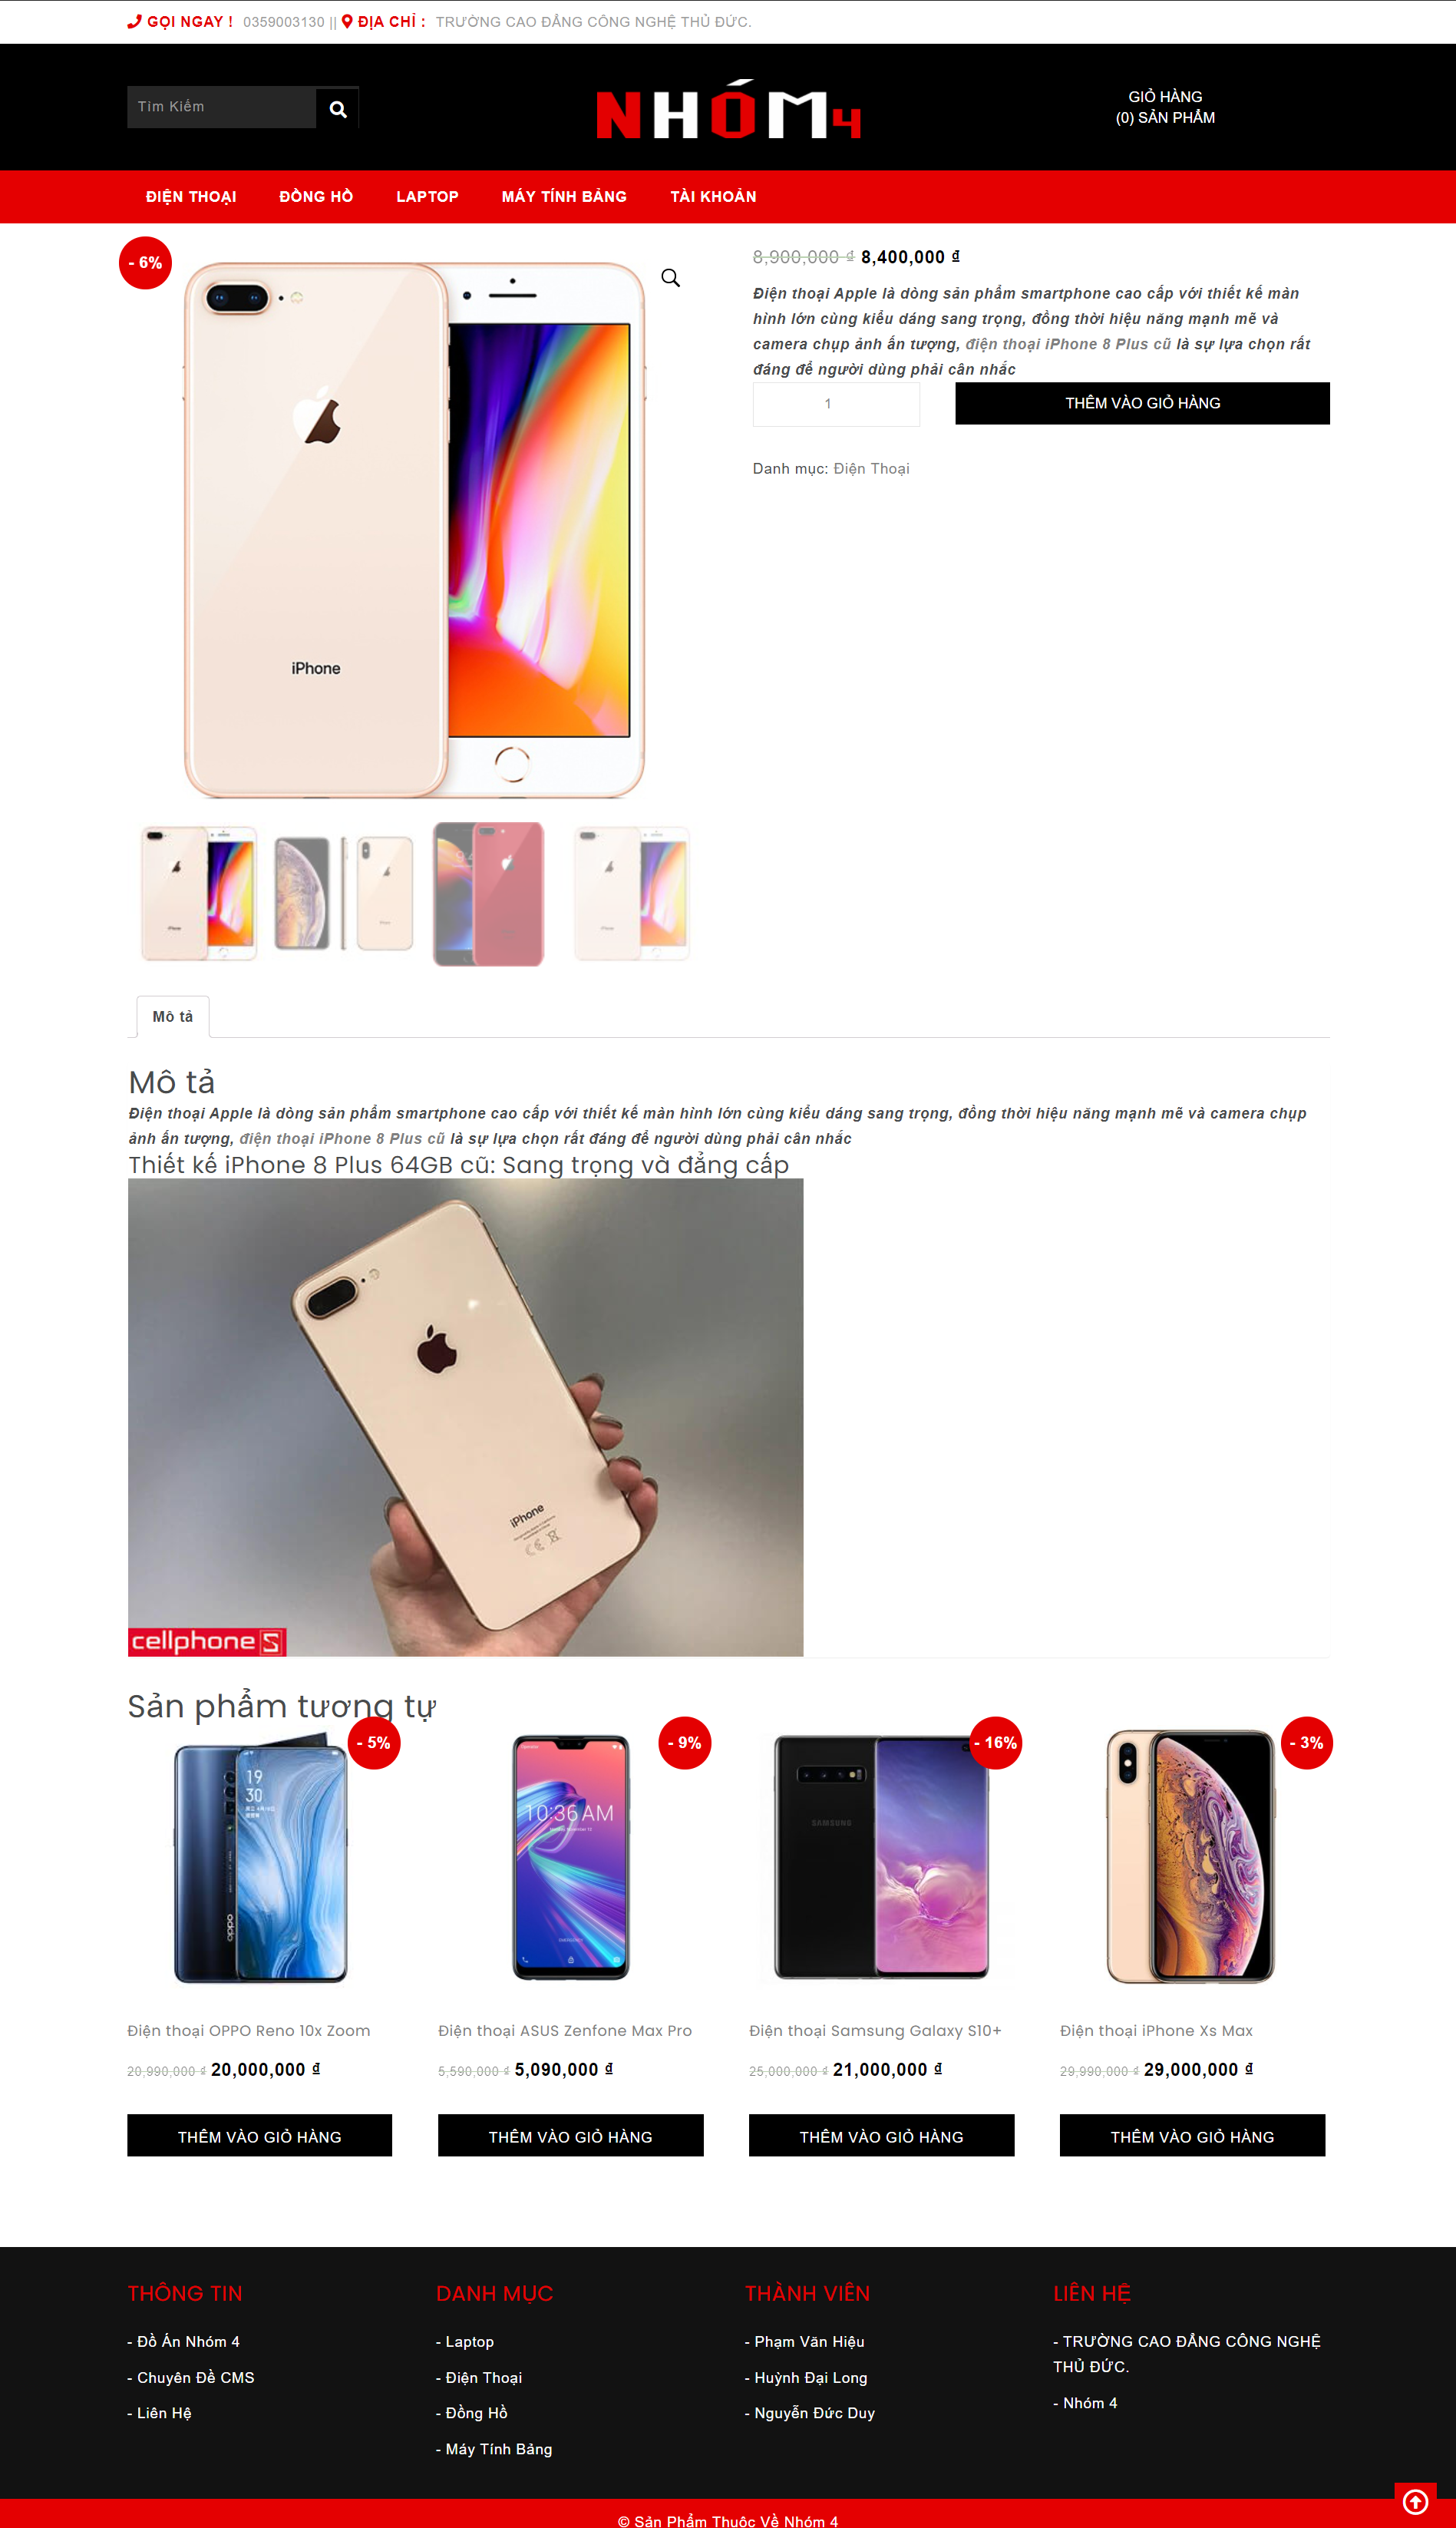 GỌI NGAY ! 0359003130 || ĐỊA CHỈ : TRƯỜNG CAO ĐẲNG CÔNG NGHỆ THỦ ĐỨC.
Tìm Kiếm
NHÓM4
GIỎ HÀNG
(0) SẢN PHẨM
ĐIỆN THOẠI ĐỒNG HỒ LAPTOP MÁY TÍNH BẢNG TÀI KHOẢN
- 6%
iPhone
8,900,000 ₫ 8,400,000 ₫
Điện thoại Apple là dòng sản phẩm smartphone cao cấp với thiết kế màn
hình lớn cùng kiểu dáng sang trọng, đồng thời hiệu năng mạnh mẽ và
camera chụp ảnh ấn tượng, điện thoại iPhone 8 Plus cũ là sự lựa chọn rất
đáng để người dùng phải cân nhắc
1
THÊM VÀO GIỎ HÀNG
Danh mục: Điện Thoại
Mô tả
Mô tả
Điện thoại Apple là dòng sản phẩm smartphone cao cấp với thiết kế màn hình lớn cùng kiểu dáng sang trọng, đồng thời hiệu năng mạnh mẽ và camera chụp
ảnh ấn tượng, điện thoại iPhone 8 Plus cũ là sự lựa chọn rất đáng để người dùng phải cân nhắc
Thiết kế iPhone 8 Plus 64GB cũ: Sang trọng và đẳng cấp
iPhone
cellphoneS
Sản phẩm tương tự
- 5%
- 9%
- 16%
- 3%
19
30
oppo
10:36 AM
SAMSUNG
Điện thoại OPPO Reno 10x Zoom
20,990,000 ₫ 20,000,000 ₫
THÊM VÀO GIỎ HÀNG
Điện thoại ASUS Zenfone Max Pro
5,590,000 ₫ 5,090,000 ₫
THÊM VÀO GIỎ HÀNG
Điện thoại Samsung Galaxy S10+
25,000,000 ₫ 21,000,000 ₫
THÊM VÀO GIỎ HÀNG
Điện thoại iPhone Xs Max
29,990,000 ₫ 29,000,000 ₫
THÊM VÀO GIỎ HÀNG
THÔNG TIN
- Đồ Án Nhóm 4
- Chuyên Đề CMS
- Liên Hệ
DANH MỤC
- Laptop
- Điện Thoại
- Đồng Hồ
- Máy Tính Bảng
THÀNH VIÊN
- Phạm Văn Hiệu
- Huỳnh Đại Long
- Nguyễn Đức Duy
LIÊN HỆ
- TRƯỜNG CAO ĐẲNG CÔNG NGHỆ
THỦ ĐỨC.
- Nhóm 4
© Sản Phẩm Thuộc Về Nhóm 4